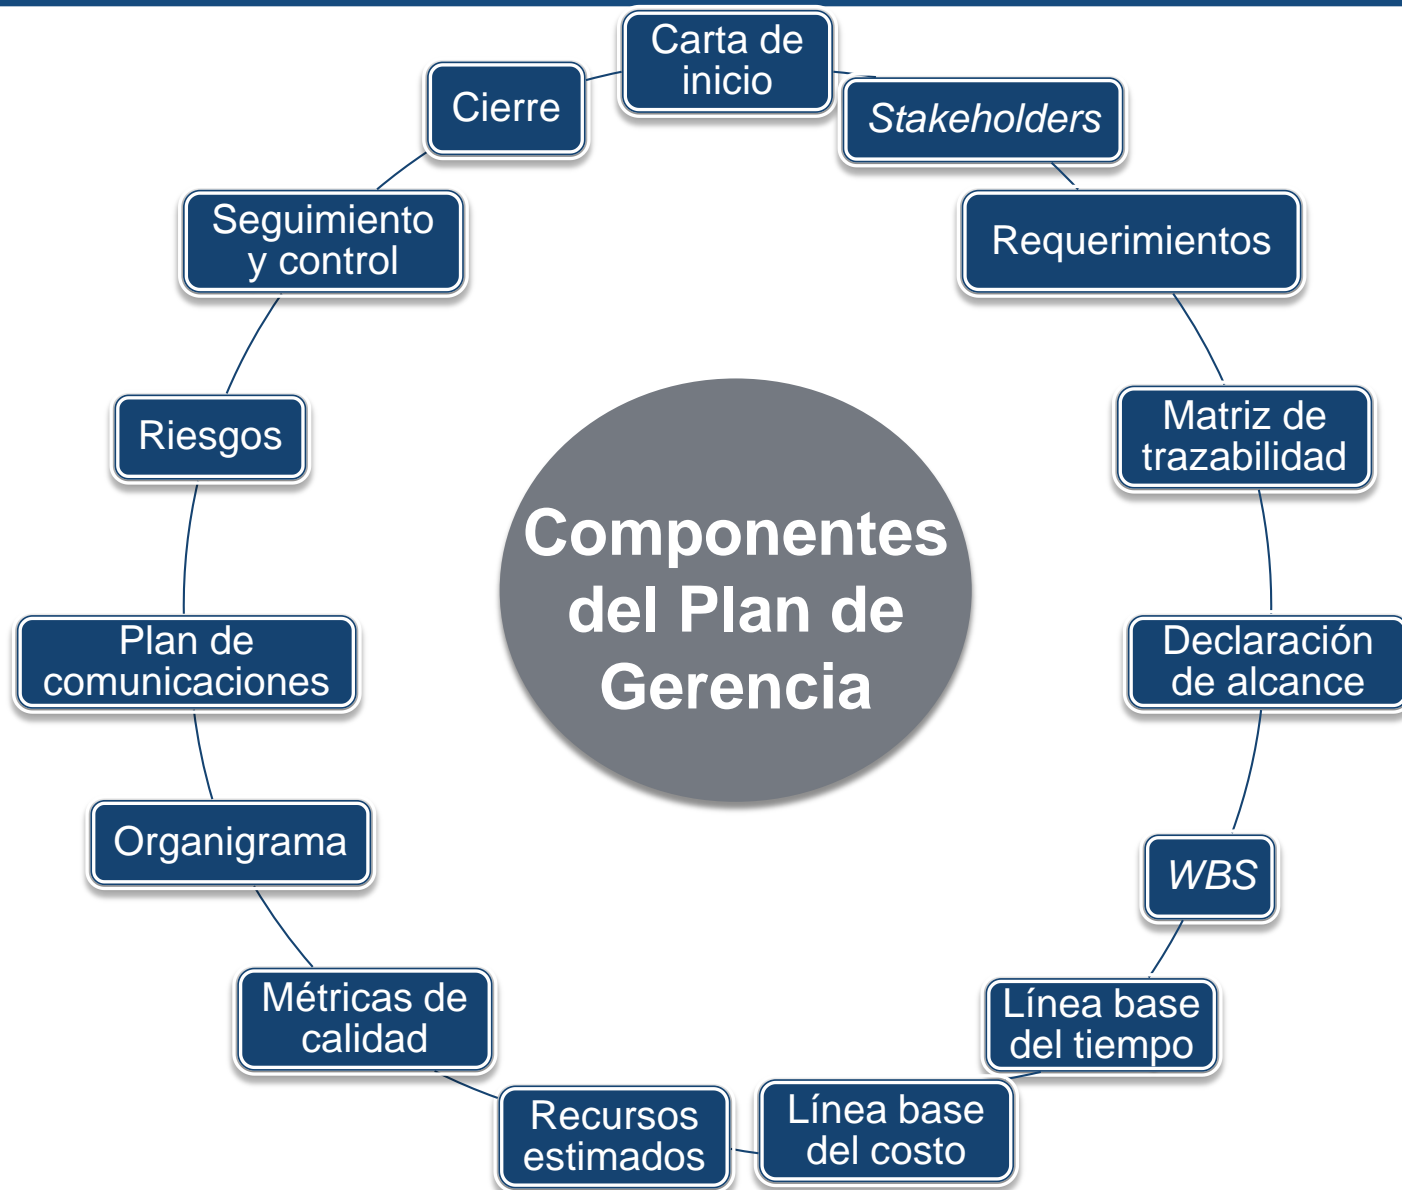 Carta de
inicio
Stakeholders
Requerimientos
Matriz de
trazabilidad
Declaración
de alcance
WBS
Línea base
del tiempo
Línea base
del costo
Recursos
estimados
Métricas de
calidad
Organigrama
Plan de
comunicaciones
Riesgos
Seguimiento
y control
Cierre
Componentes
del Plan de
Gerencia